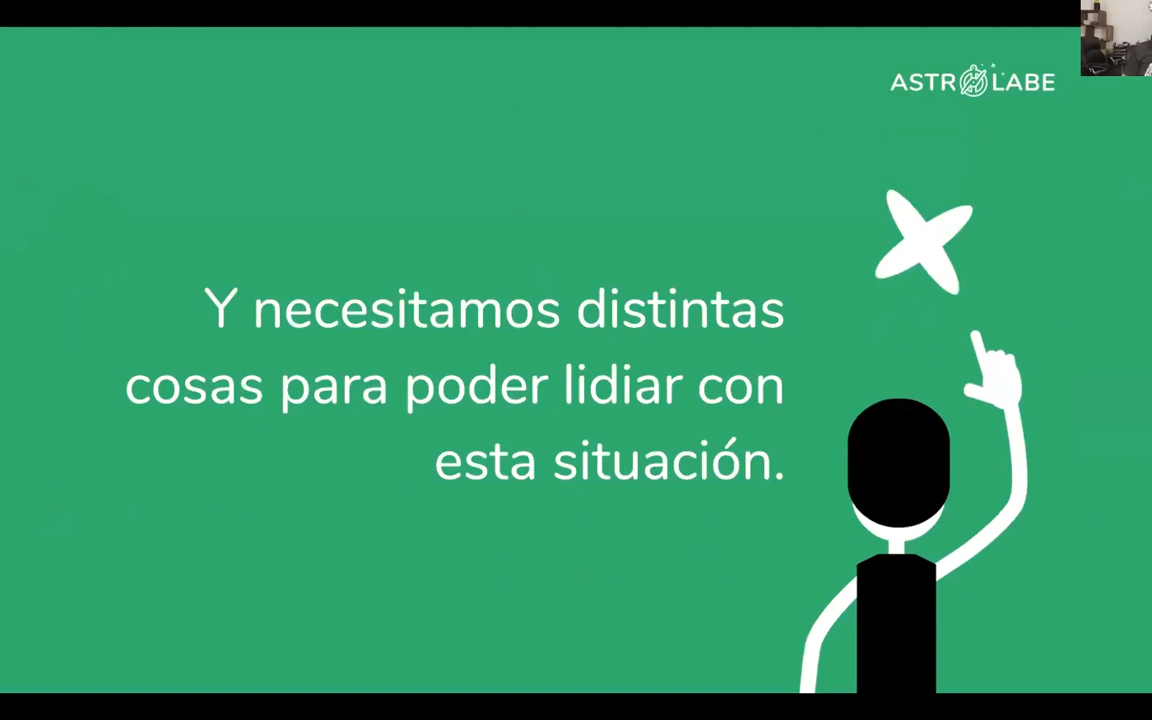 ASTROLABE
Y necesitamos distintas
cosas para poder lidiar con
esta situación.